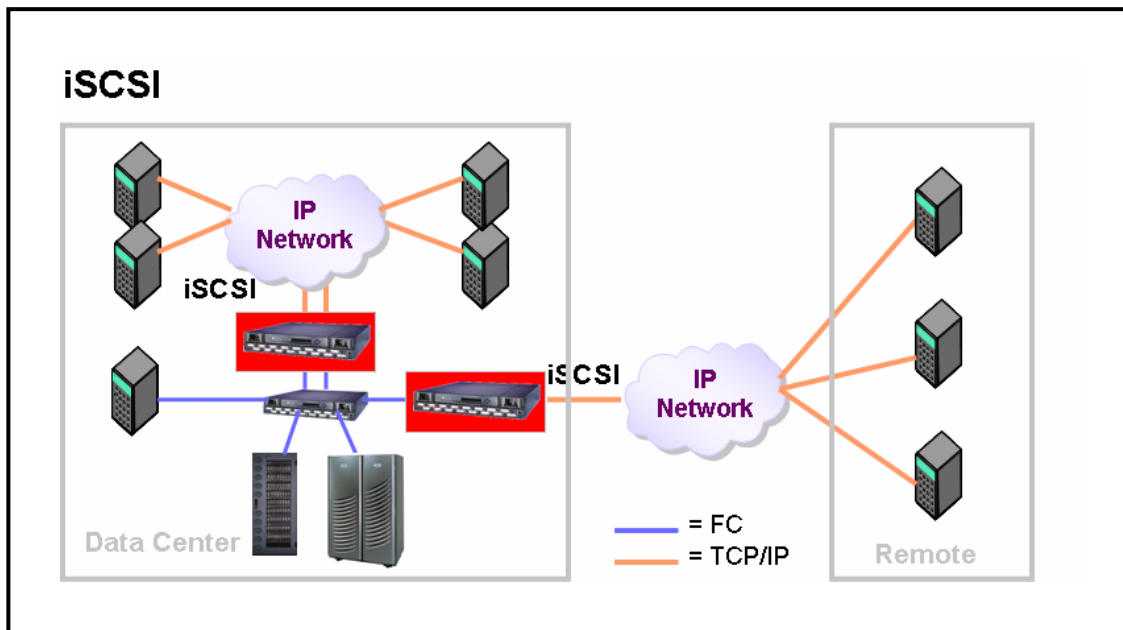 iSCSI
IP
Network
iSCSI
iSCSI
IP
Network
Data Center
= FC
= TCP/IP
Remote